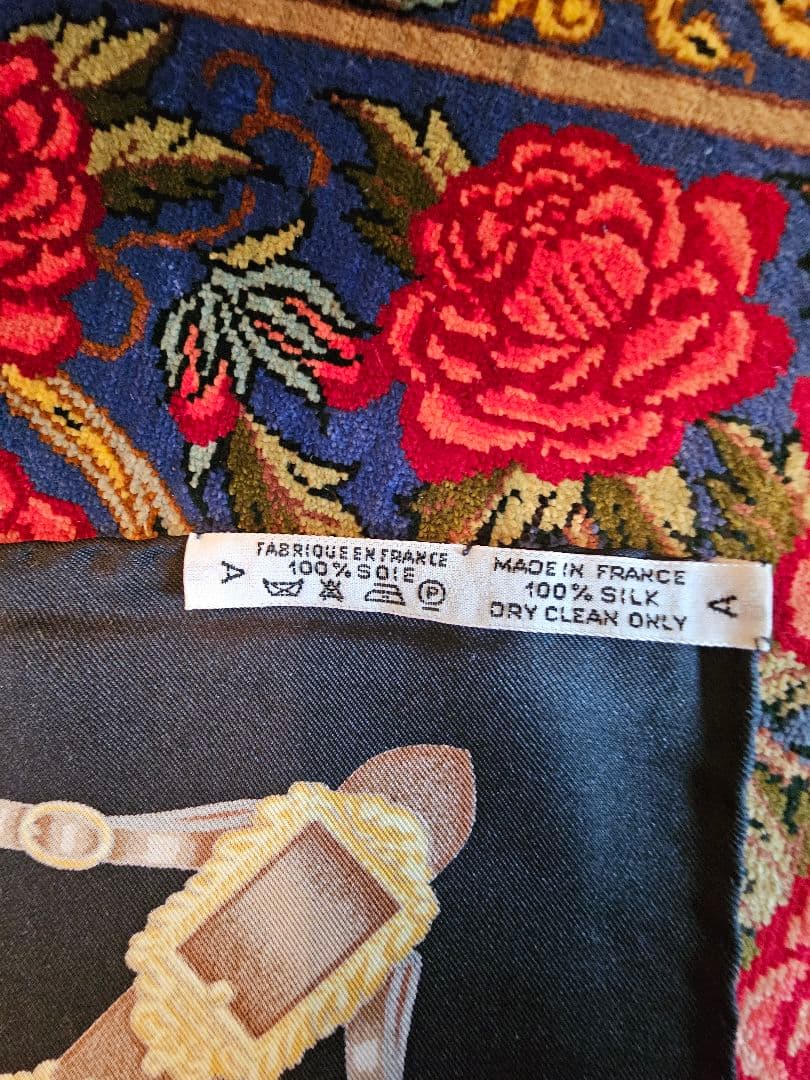 A
FABRIQUE EN FRANCE
100% SOIE
P
MADE IN FRANCE
100% SILK
DRY CLEAN ONLY
A